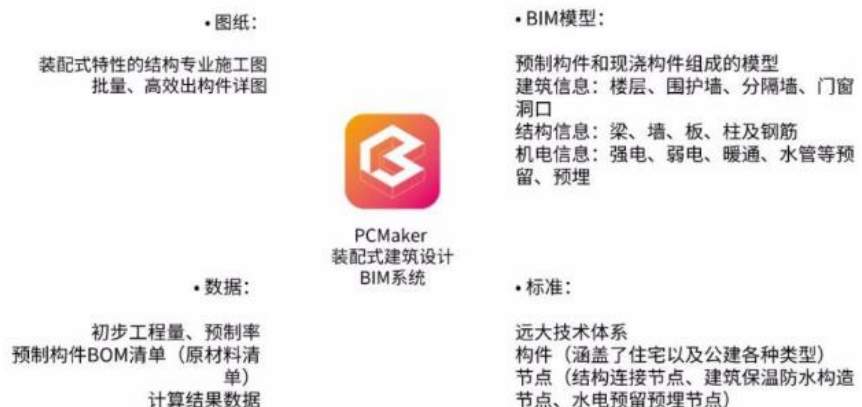 • 图纸：
装配式特性的结构专业施工图
批量、高效出构件详图
• BIM模型：
预制构件和现浇构件组成的模型
建筑信息：楼层、围护墙、分隔墙、门窗
洞口
结构信息：梁、墙、板、柱及钢筋
机电信息：强电、弱电、暖通、水管等预
留、预埋
PCMaker
装配式建筑设计
BIM系统
• 数据：
初步工程量、预制率
预制构件BOM清单（原材料清
单）
计算结果数据
• 标准：
远大技术体系
构件（涵盖了住宅以及公建各种类型）
节点（结构连接节点、建筑保温防水构造
节点、水电预留预埋节点）